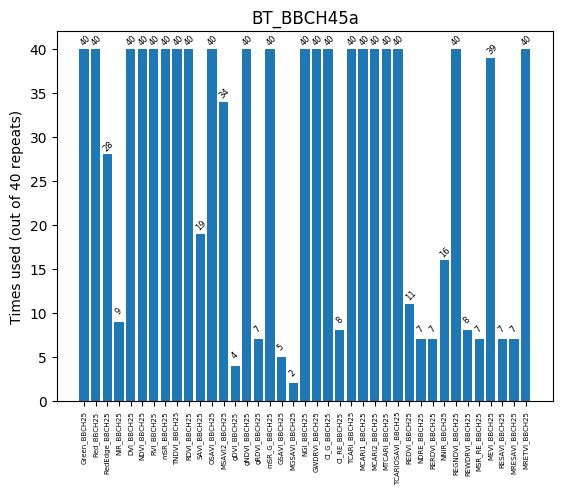 BT_BBCH45a
Times used (out of 40 repeats)
40
35
30
25
20
15
10
5
0
40
40
28
9
40
40
40
40
40
40
19
40
34
4
40
7
40
5
2
40
40
40
8
40
40
40
40
40
11
7
7
16
40
8
7
39
7
7
40
Green_BBCH25
Red_BBCH25
RedEdge_BBCH25
NIR_BBCH25
DVI_BBCH25
NDVI_BBCH25
RVI_BBCH25
mSR_BBCH25
TNDVI_BBCH25
RDVI_BBCH25
SAVI_BBCH25
OSAVI_BBCH25
MSAVI2_BBCH25
gDVI_BBCH25
gNDVI_BBCH25
gRDVI_BBCH25
mSR_G_BBCH25
GSAVI_BBCH25
MGSAVI_BBCH25
NGI_BBCH25
GWDRVI_BBCH25
CI_G_BBCH25
CI_RE_BBCH25
TCARI_BBCH25
MCARI1_BBCH25
MCARI2_BBCH25
MTCARI_BBCH25
TCARIOSAVI_BBCH25
REDVI_BBCH25
NDRE_BBCH25
RERDVI_BBCH25
NNIR_BBCH25
REGNDVI_BBCH25
REWDRVI_BBCH25
MSR_RE_BBCH25
MEVI_BBCH25
RESAVI_BBCH25
MRESAVI_BBCH25
MRETVI_BBCH25